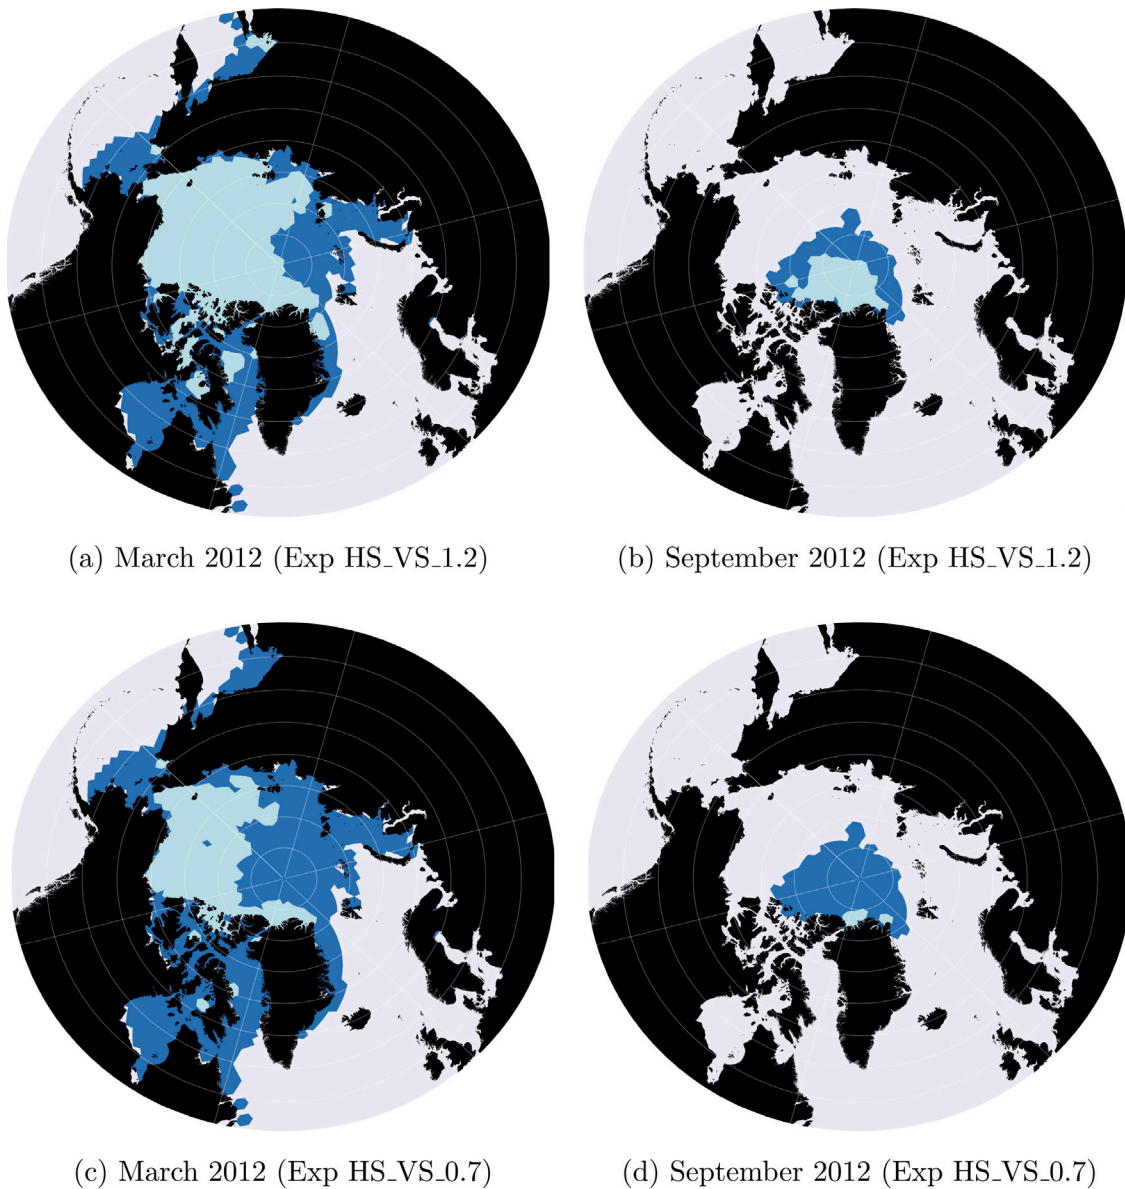 (a) March 2012 (Exp HS_VS_1.2)
(b) September 2012 (Exp HS_VS_1.2)
(c) March 2012 (Exp HS_VS_0.7)
(d) September 2012 (Exp HS_VS_0.7)